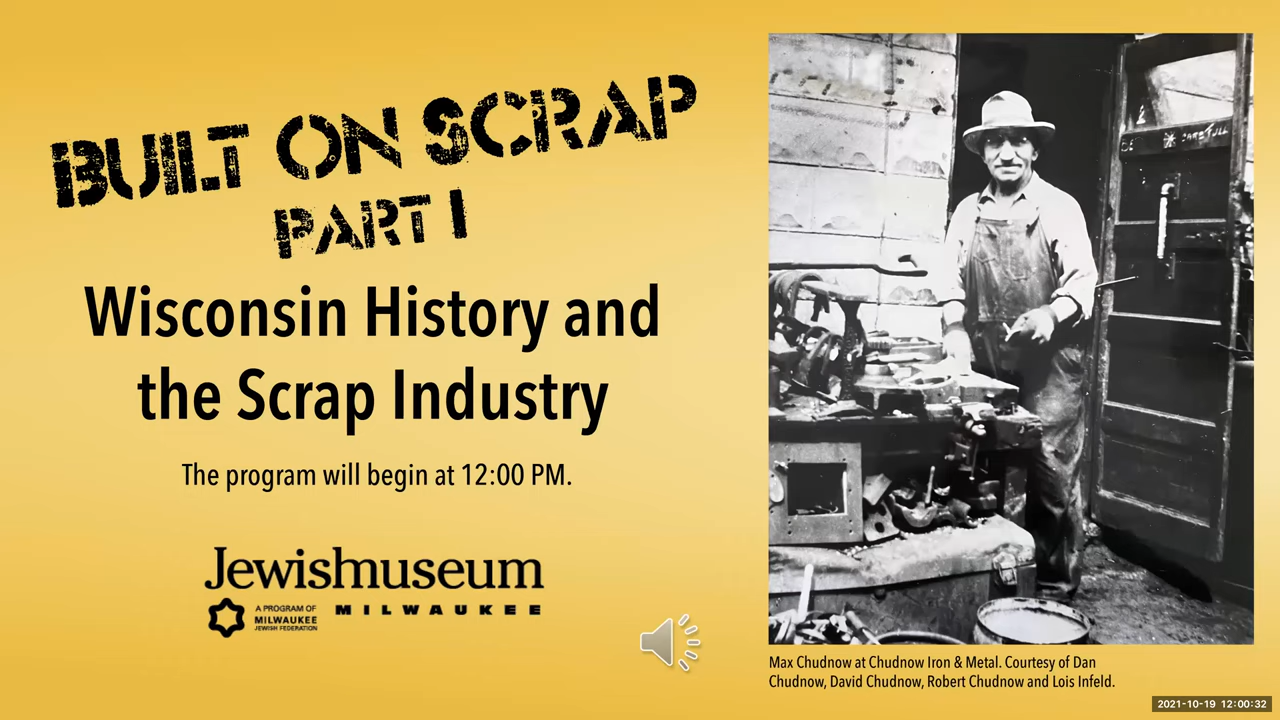 BUILT ON SCRAP
PART I
Wisconsin History and
the Scrap Industry
The program will begin at 12:00 PM.
Jewishmuseum
MILWAUKEE
A PROGRAM OF
MILWAUKEE
JEWISH FEDERATION
Max Chudnow at Chudnow Iron & Metal. Courtesy of Dan
Chudnow, David Chudnow, Robert Chudnow and Lois Infeld.
2021-10-19 12:00:32